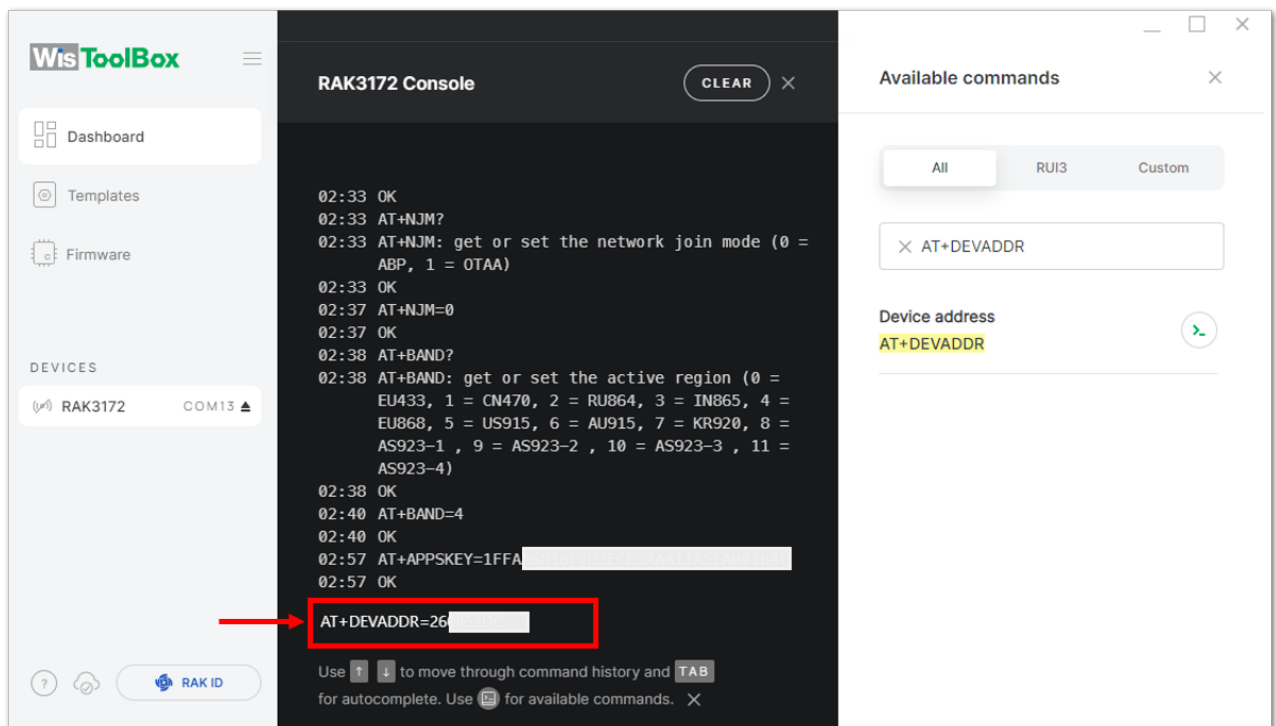 WisToolBox
Dashboard
Templates
Firmware
DEVICES
RAK3172 COM13
? RAK ID
RAK3172 Console CLEAR
02:33 OK
02:33 AT+NJM?
02:33 AT+NJM: get or set the network join mode (0 =
ABP, 1 = OTAA)
02:33 OK
02:37 AT+NJM=0
02:37 OK
02:38 AT+BAND?
02:38 AT+BAND: get or set the active region (0 =
EU433, 1 = CN470, 2 = RU864, 3 = IN865, 4 =
EU868, 5 = US915, 6 = AU915, 7 = KR920, 8 =
AS923-1 , 9 = AS923-2 , 10 = AS923-3 , 11 =
AS923-4)
02:38 OK
02:40 AT+BAND=4
02:40 OK
02:57 AT+APPSKEY=1FFA
02:57 OK
AT+DEVADDR=26
Use ↑ ↓ to move through command history and TAB
for autocomplete. Use for available commands.
Available commands
All RUI3 Custom
AT+DEVADDR
Device address
AT+DEVADDR